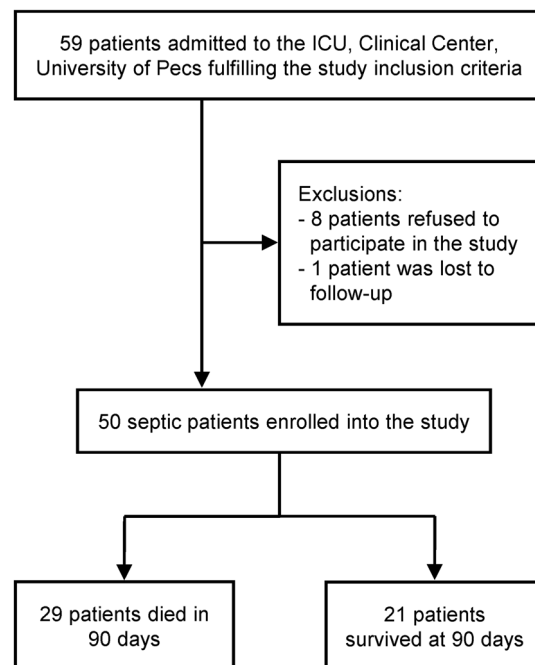 59 patients admitted to the ICU, Clinical Center,
University of Pecs fulfilling the study inclusion criteria
Exclusions:
- 8 patients refused to
participate in the study
- 1 patient was lost to
follow-up
50 septic patients enrolled into the study
29 patients died in
90 days
21 patients
survived at 90 days